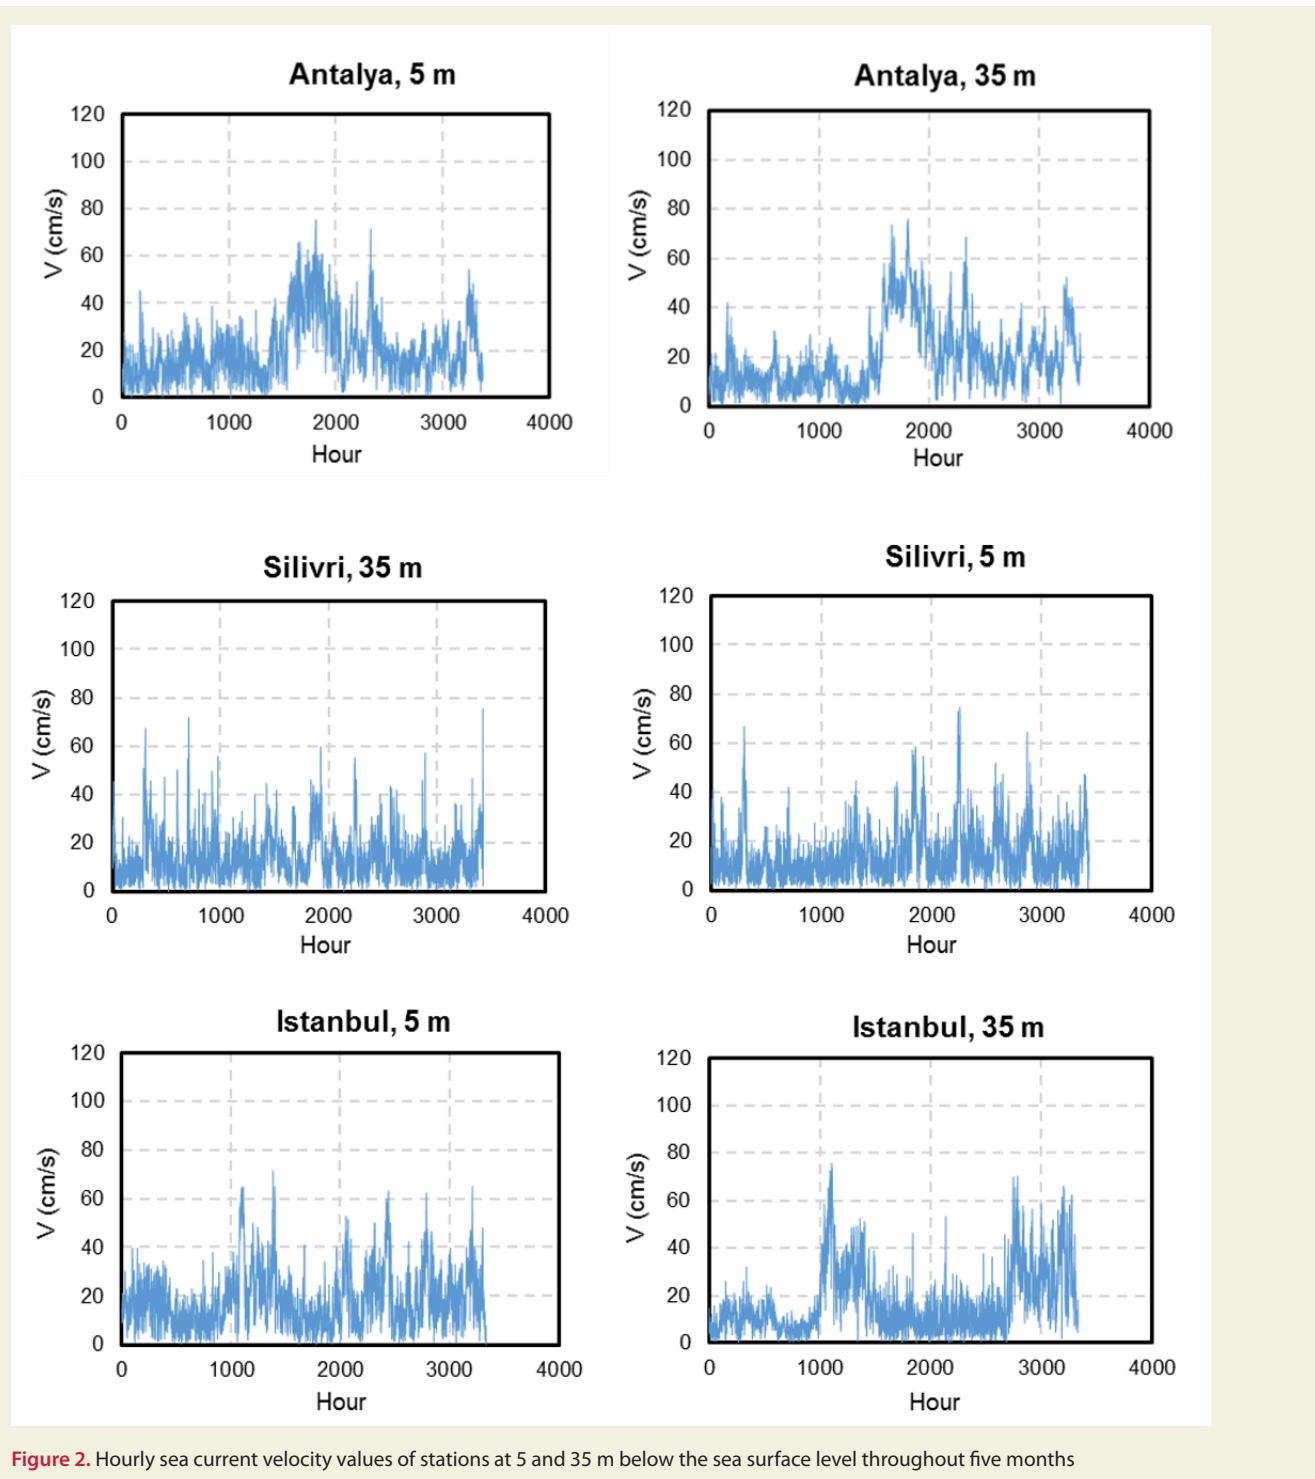 Antalya, 5 m
120
100
80
60
40
20
0
V (cm/s)
0 1000 2000 3000 4000
Hour
Antalya, 35 m
120
100
80
60
40
20
0
V (cm/s)
0 1000 2000 3000 4000
Hour
Silivri, 35 m
120
100
80
60
40
20
0
V (cm/s)
0 1000 2000 3000 4000
Hour
Silivri, 5 m
120
100
80
60
40
20
0
V (cm/s)
0 1000 2000 3000 4000
Hour
Istanbul, 5 m
120
100
80
60
40
20
0
V (cm/s)
0 1000 2000 3000 4000
Hour
Istanbul, 35 m
120
100
80
60
40
20
0
V (cm/s)
0 1000 2000 3000 4000
Hour
Figure 2. Hourly sea current velocity values of stations at 5 and 35 m below the sea surface level throughout five months